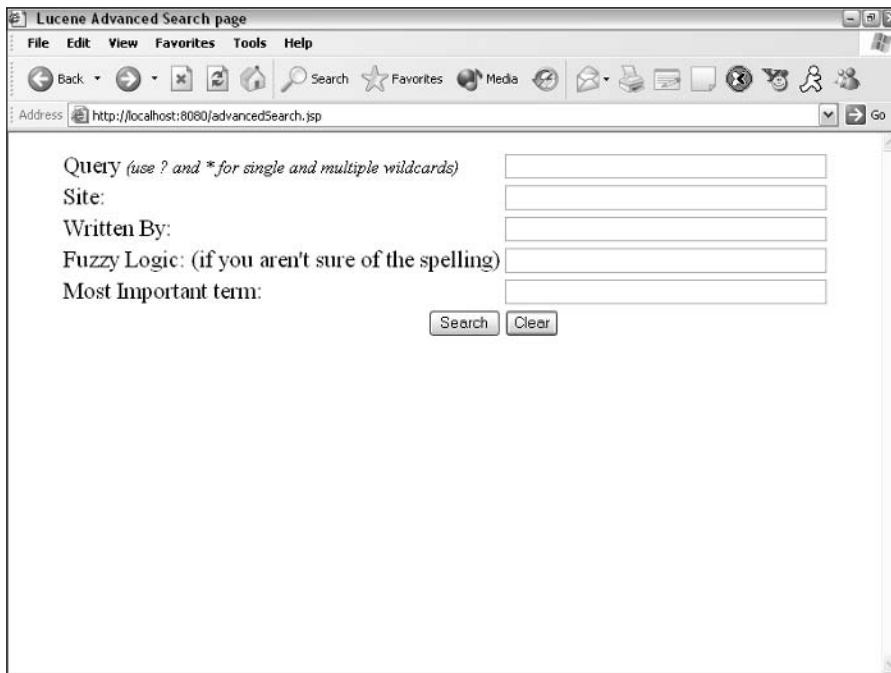 Lucene Advanced Search page
File Edit View Favorites Tools Help
Back Search Favorites Media
Address http://localhost:8080/advancedSearch.jsp Go
Query (use ? and * for single and multiple wildcards)
Site:
Written By:
Fuzzy Logic: (if you aren't sure of the spelling)
Most Important term:
Search Clear